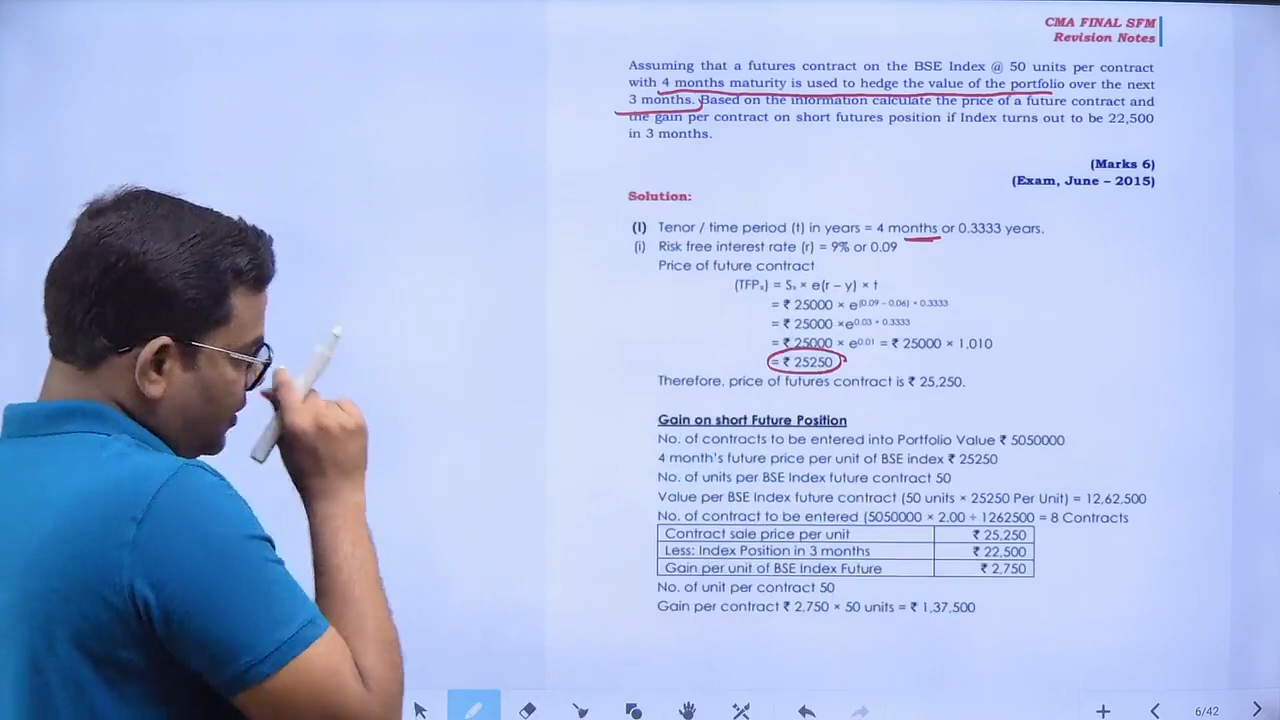 CMA FINAL SFM
Revision Notes
Assuming that a futures contract on the BSE Index @ 50 units per contract
with 4 months maturity is used to hedge the value of the portfolio over the next
3 months. Based on the information calculate the price of a future contract and
the gain per contract on short futures position if Index turns out to be 22,500
in 3 months.
(Marks 6)
(Exam, June – 2015)
Solution:
(I) Tenor / time period (t) in years = 4 months or 0.3333 years.
(i) Risk free interest rate (r) = 9% or 0.09
Price of future contract
(TFPₓ) = Sₓ × e(r – y) × t
= ₹ 25000 × e(0.09 – 0.06) × 0.3333
= ₹ 25000 ×e0.03 × 0.3333
= ₹ 25000 × e0.01 = ₹ 25000 × 1.010
= ₹ 25250
Therefore, price of futures contract is ₹ 25,250.
Gain on short Future Position
No. of contracts to be entered into Portfolio Value ₹ 5050000
4 month's future price per unit of BSE index ₹ 25250
No. of units per BSE Index future contract 50
Value per BSE Index future contract (50 units × 25250 Per Unit) = 12,62,500
No. of contract to be entered (5050000 × 2.00 ÷ 1262500 = 8 Contracts
Contract sale price per unit ₹ 25,250
Less: Index Position in 3 months ₹ 22,500
Gain per unit of BSE Index Future ₹ 2,750
No. of unit per contract 50
Gain per contract ₹ 2,750 × 50 units = ₹ 1,37,500
6/42